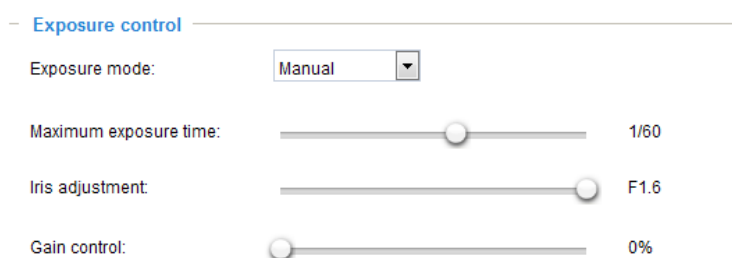 Exposure control
Exposure mode: Manual
Maximum exposure time: 1/60
Iris adjustment: F1.6
Gain control: 0%